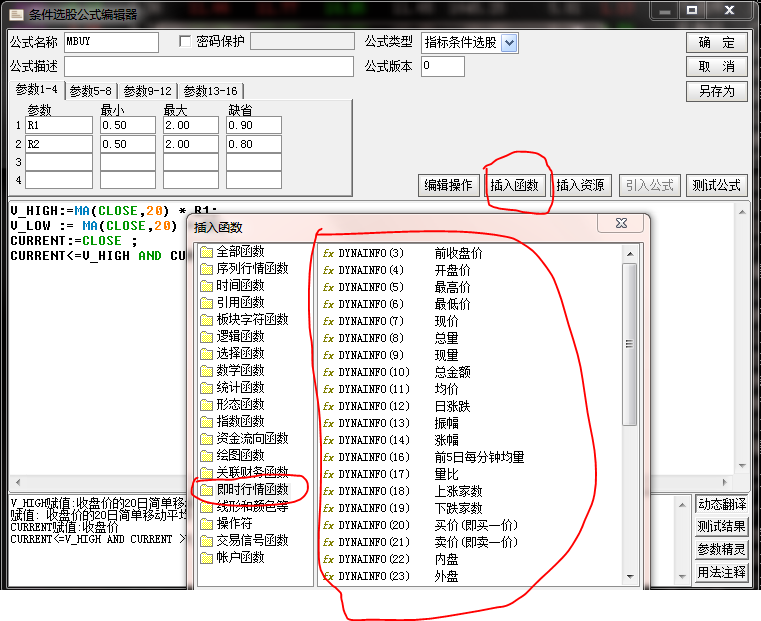 条件选股公式编辑器
公式名称 MBUY 密码保护 公式类型 指标条件选股 确 定
公式描述 公式版本 0 取 消
另存为
参数1-4 参数5-8 参数9-12 参数13-16
参数 最小 最大 缺省
1 R1 0.50 2.00 0.90
2 R2 0.50 2.00 0.80
3
4
编辑操作 插入函数 插入资源 引入公式 测试公式
V_HIGH:=MA(CLOSE,20) * R1;
V_LOW := MA(CLOSE,20)
CURRENT:=CLOSE ;
CURRENT<=V_HIGH AND CU
插入函数
全部函数
序列行情函数
时间函数
引用函数
板块字符函数
逻辑函数
选择函数
数学函数
统计函数
形态函数
指数函数
资金流向函数
绘图函数
关联财务函数
即时行情函数
线形和颜色等
操作符
交易信号函数
帐户函数
fx DYNAINFO(3) 前收盘价
fx DYNAINFO(4) 开盘价
fx DYNAINFO(5) 最高价
fx DYNAINFO(6) 最低价
fx DYNAINFO(7) 现价
fx DYNAINFO(8) 总量
fx DYNAINFO(9) 现量
fx DYNAINFO(10) 总金额
fx DYNAINFO(11) 均价
fx DYNAINFO(12) 日涨跌
fx DYNAINFO(13) 振幅
fx DYNAINFO(14) 涨幅
fx DYNAINFO(16) 前5日每分钟均量
fx DYNAINFO(17) 量比
fx DYNAINFO(18) 上涨家数
fx DYNAINFO(19) 下跌家数
fx DYNAINFO(20) 买价(即买一价)
fx DYNAINFO(21) 卖价(即卖一价)
fx DYNAINFO(22) 内盘
fx DYNAINFO(23) 外盘
V_HIGH赋值:收盘价的20日简单移
赋值: 收盘价的20日简单移动平均
CURRENT赋值:收盘价
CURRENT<=V_HIGH AND CURRENT >
动态翻译
测试结果
参数精灵
用法注释